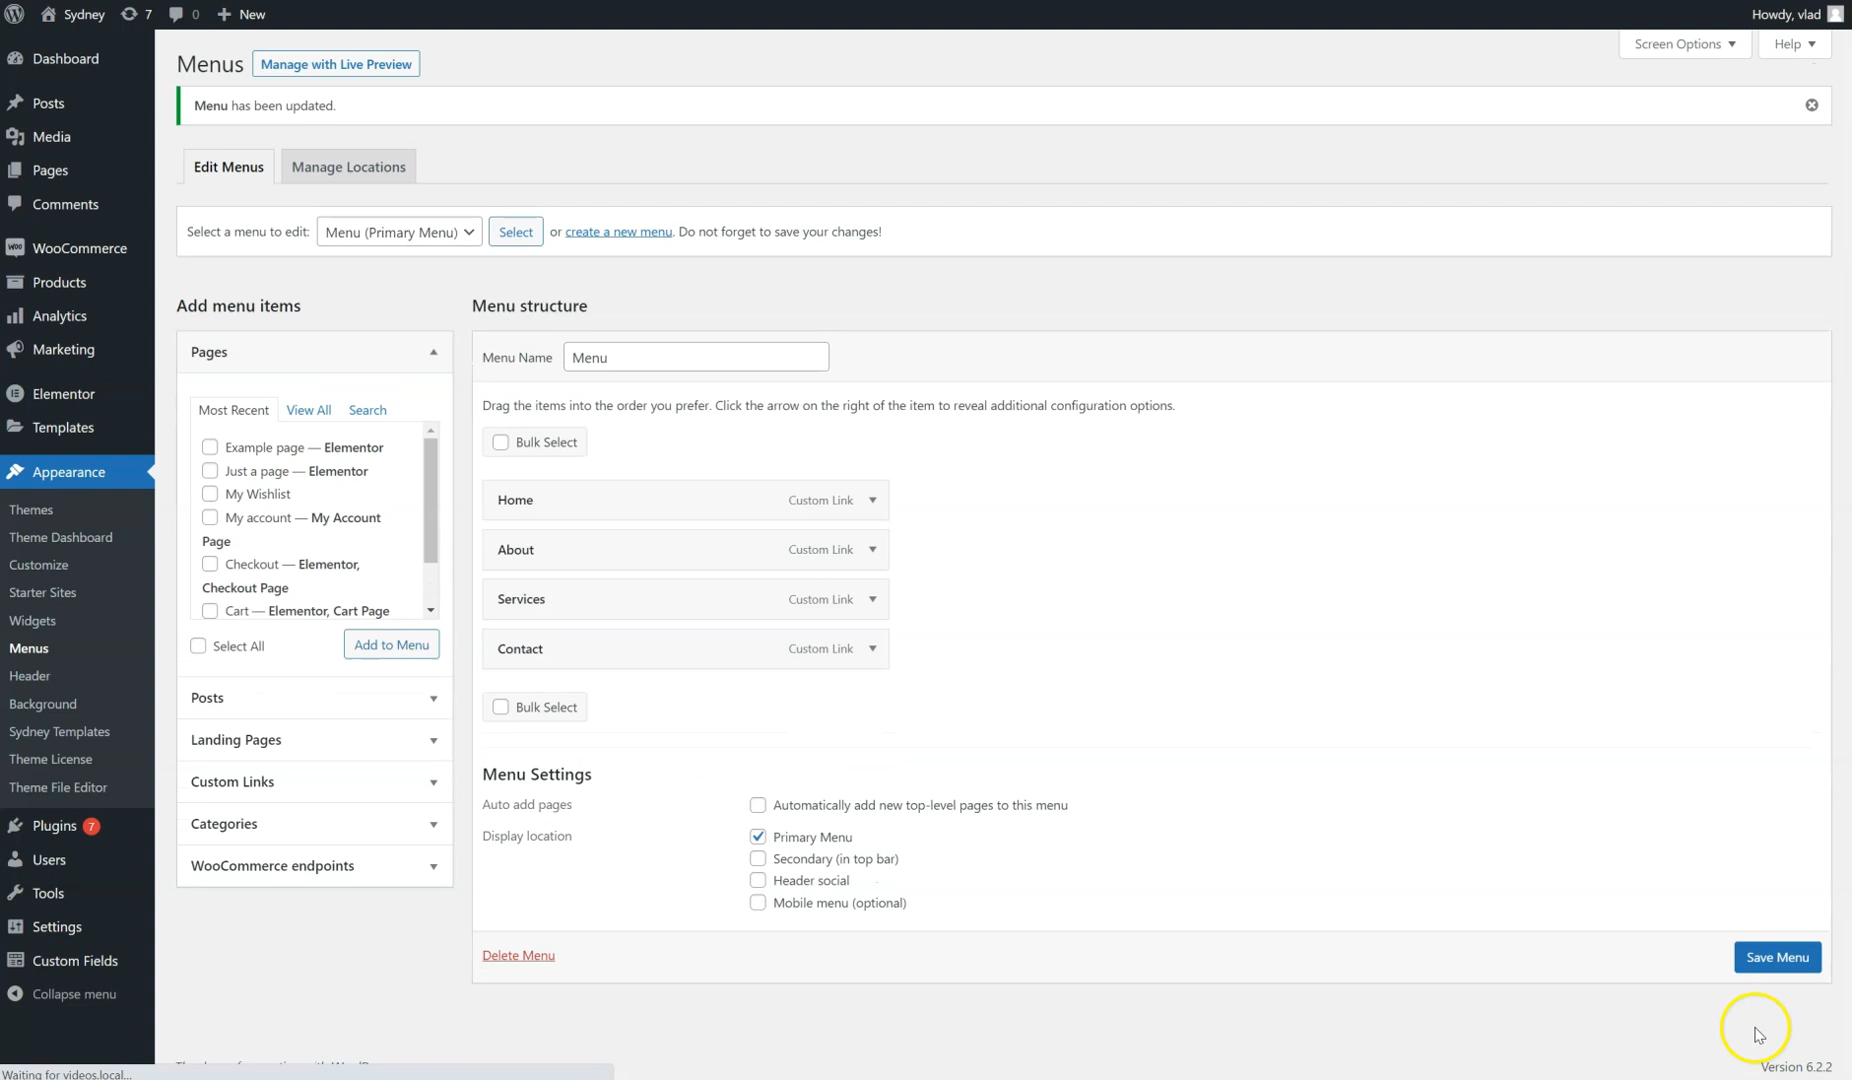 Sydney 7 0 New Howdy, vlad
Dashboard
Posts
Media
Pages
Comments
WooCommerce
Products
Analytics
Marketing
Elementor
Templates
Appearance
Themes
Theme Dashboard
Customize
Starter Sites
Widgets
Menus
Header
Background
Sydney Templates
Theme License
Theme File Editor
Plugins 7
Users
Tools
Settings
Custom Fields
Collapse menu
Screen Options Help
Menus Manage with Live Preview
Menu has been updated.
Edit Menus Manage Locations
Select a menu to edit: Menu (Primary Menu) Select or create a new menu. Do not forget to save your changes!
Add menu items
Pages
Most Recent View All Search
Example page — Elementor
Just a page — Elementor
My Wishlist
My account — My Account
Page
Checkout — Elementor,
Checkout Page
Cart — Elementor, Cart Page
Select All Add to Menu
Posts
Landing Pages
Custom Links
Categories
WooCommerce endpoints
Menu structure
Menu Name Menu
Drag the items into the order you prefer. Click the arrow on the right of the item to reveal additional configuration options.
Bulk Select
Home Custom Link
About Custom Link
Services Custom Link
Contact Custom Link
Bulk Select
Menu Settings
Auto add pages Automatically add new top-level pages to this menu
Display location Primary Menu
Secondary (in top bar)
Header social
Mobile menu (optional)
Delete Menu Save Menu
Version 6.2.2
Waiting for videos.local...